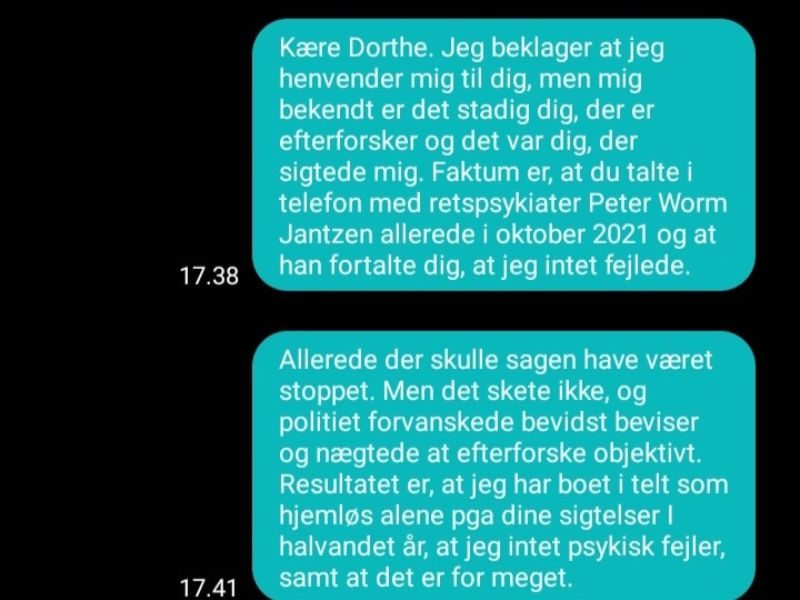 Kære Dorthe. Jeg beklager at jeg
henvender mig til dig, men mig
bekendt er det stadig dig, der er
efterforsker og det var dig, der
sigtede mig. Faktum er, at du talte i
telefon med retspsykiater Peter Worm
Jantzen allerede i oktober 2021 og at
han fortalte dig, at jeg intet fejlede.
17.38
Allerede der skulle sagen have været
stoppet. Men det skete ikke, og
politiet forvanskede bevidst beviser
og nægtede at efterforske objektivt.
Resultatet er, at jeg har boet i telt som
hjemløs alene pga dine sigtelser I
halvandet år, at jeg intet psykisk fejler,
samt at det er for meget.
17.41